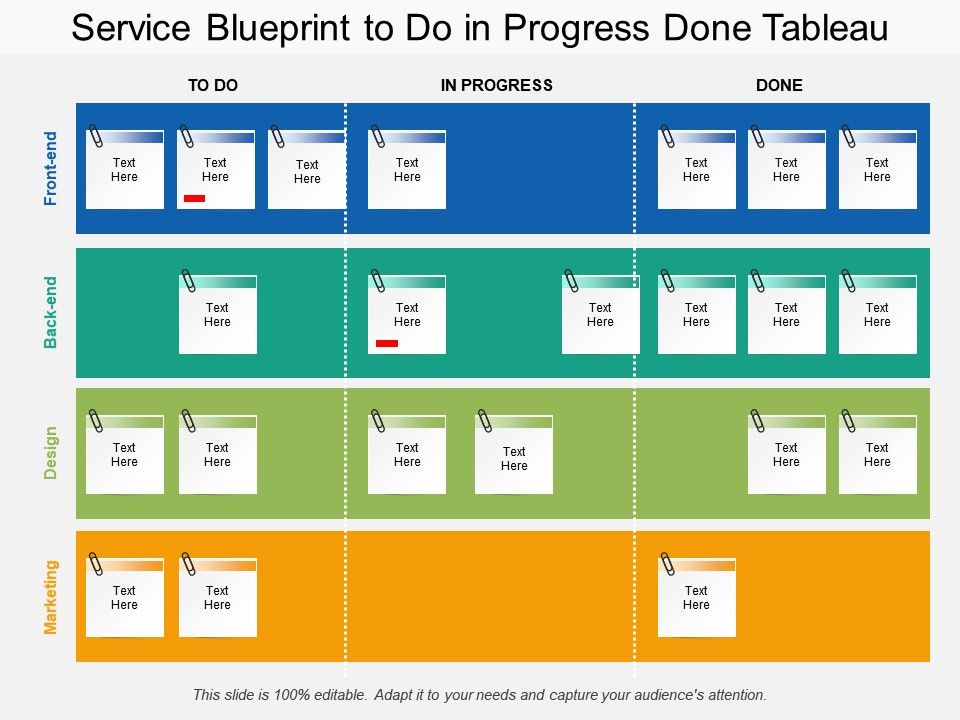 Service Blueprint to Do in Progress Done Tableau
TO DO
IN PROGRESS
DONE
Front-end
Text
Here
Text
Here
Text
Here
Text
Here
Text
Here
Text
Here
Text
Here
Back-end
Text
Here
Text
Here
Text
Here
Text
Here
Text
Here
Text
Here
Design
Text
Here
Text
Here
Text
Here
Text
Here
Text
Here
Text
Here
Marketing
Text
Here
Text
Here
Text
Here
This slide is 100% editable. Adapt it to your needs and capture your audience's attention.